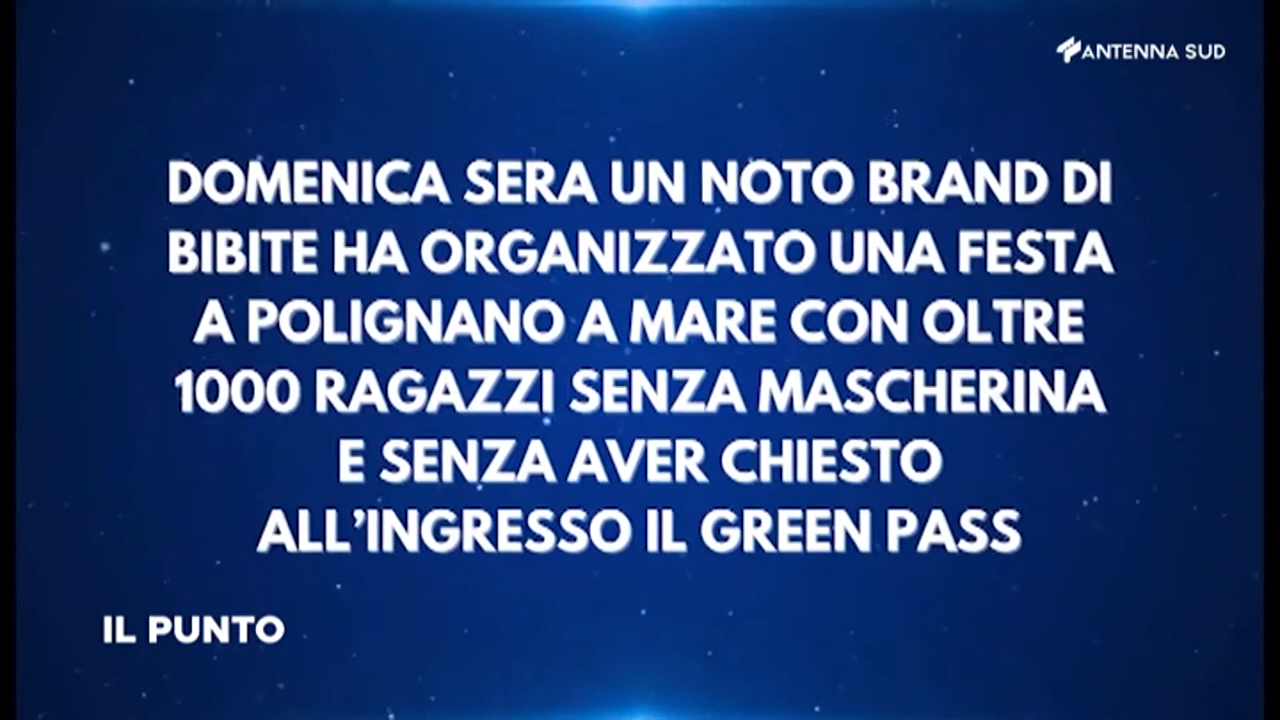 ANTENNA SUD
DOMENICA SERA UN NOTO BRAND DI
BIBITE HA ORGANIZZATO UNA FESTA
A POLIGNANO A MARE CON OLTRE
1000 RAGAZZI SENZA MASCHERINA
E SENZA AVER CHIESTO
ALL'INGRESSO IL GREEN PASS
IL PUNTO